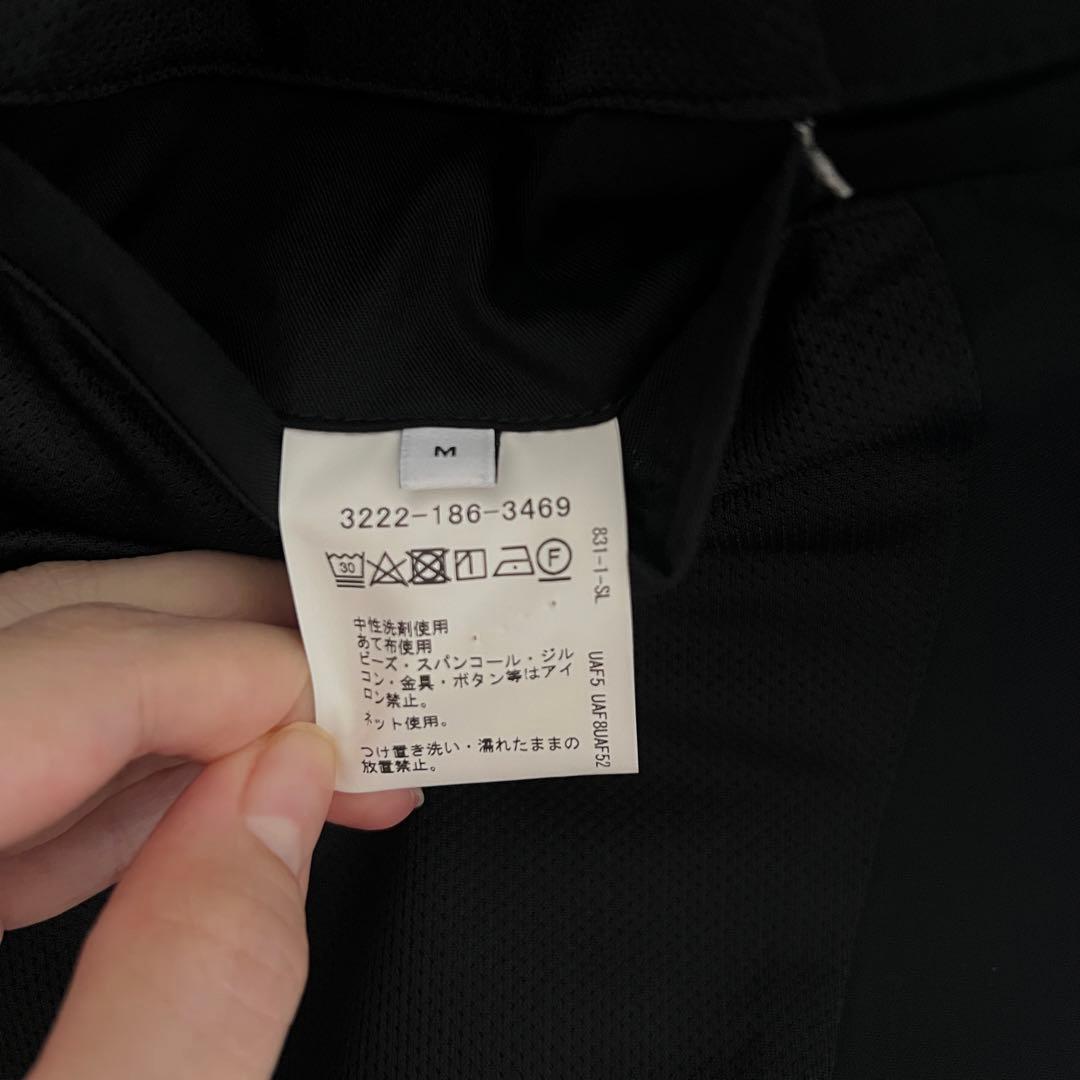 M
3222-186-3469
30
F
中性洗剤使用
あて布使用
ビーズ・スパンコール・ジル
コン・金具・ボタン等はアイ
ロン禁止。
ネット使用。
つけ置き洗い・濡れたままの
放置禁止。
831-1-SL
UAF5 UAF8UAF52